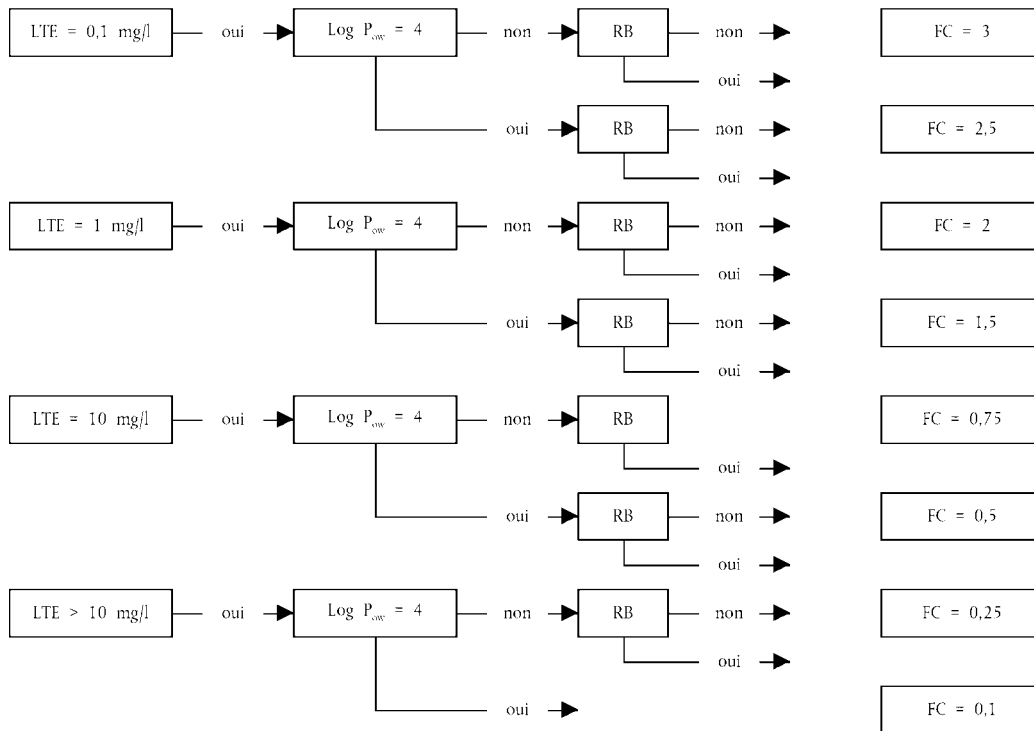 LTE = 0,1 mg/l oui Log Pow = 4 non RB non FC = 3
oui
oui RB non FC = 2,5
oui
LTE = 1 mg/l oui Log Pow = 4 non RB non FC = 2
oui
oui RB non FC = 1,5
oui
LTE = 10 mg/l oui Log Pow = 4 non RB FC = 0,75
oui
oui RB non FC = 0,5
oui
LTE > 10 mg/l oui Log Pow = 4 non RB non FC = 0,25
oui
oui FC = 0,1